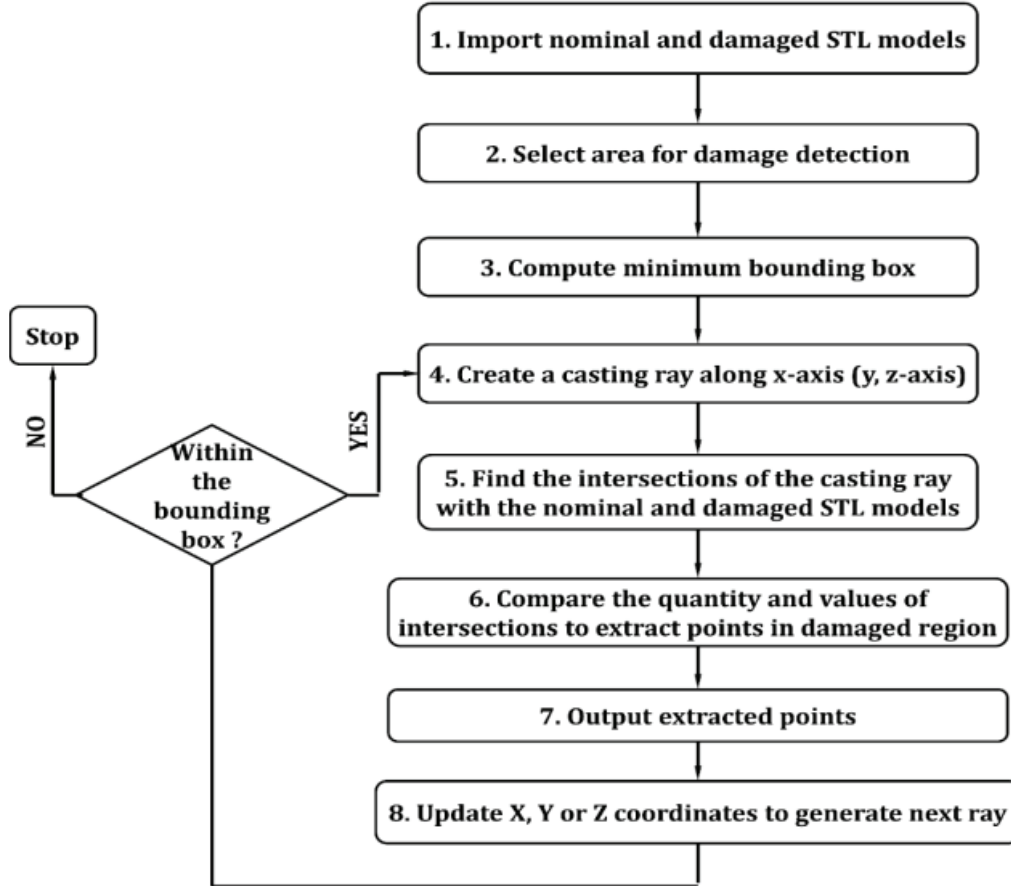 1. Import nominal and damaged STL models
2. Select area for damage detection
3. Compute minimum bounding box
Stop
4. Create a casting ray along x-axis (y, z-axis)
NO
YES
Within
the
bounding
box ?
5. Find the intersections of the casting ray
with the nominal and damaged STL models
6. Compare the quantity and values of
intersections to extract points in damaged region
7. Output extracted points
8. Update X, Y or Z coordinates to generate next ray